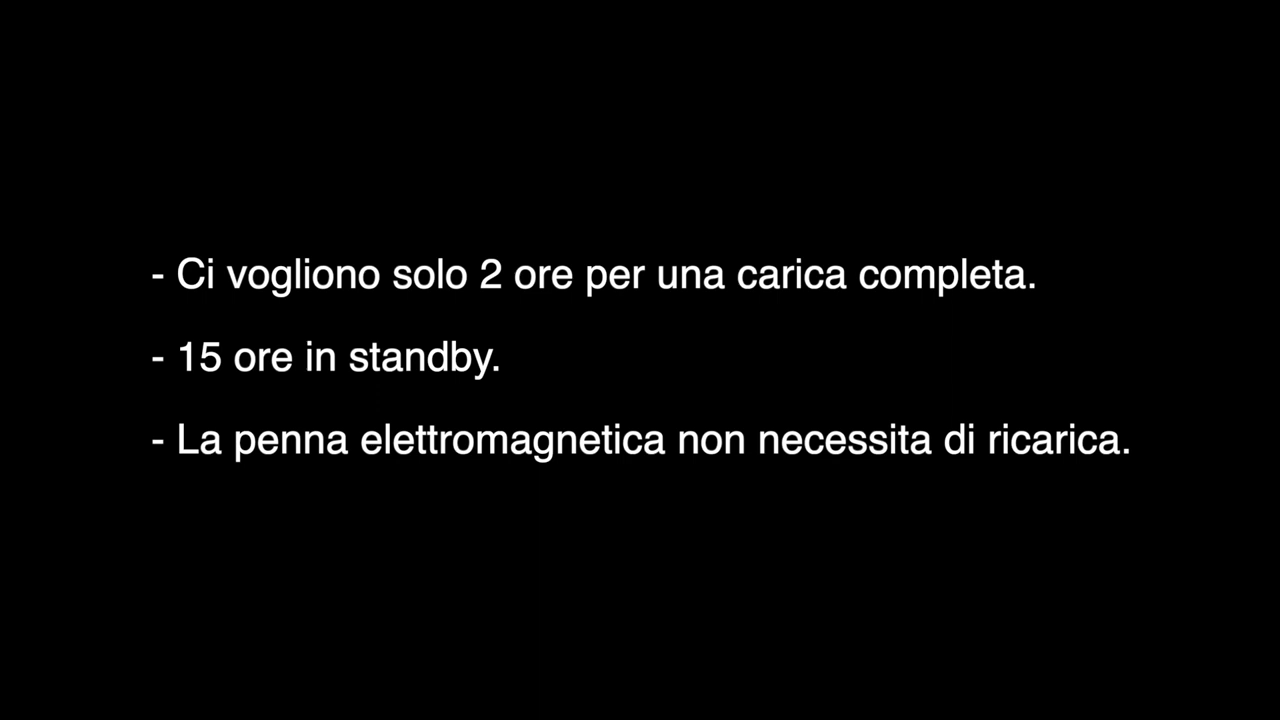 - Ci vogliono solo 2 ore per una carica completa.
- 15 ore in standby.
- La penna elettromagnetica non necessita di ricarica.